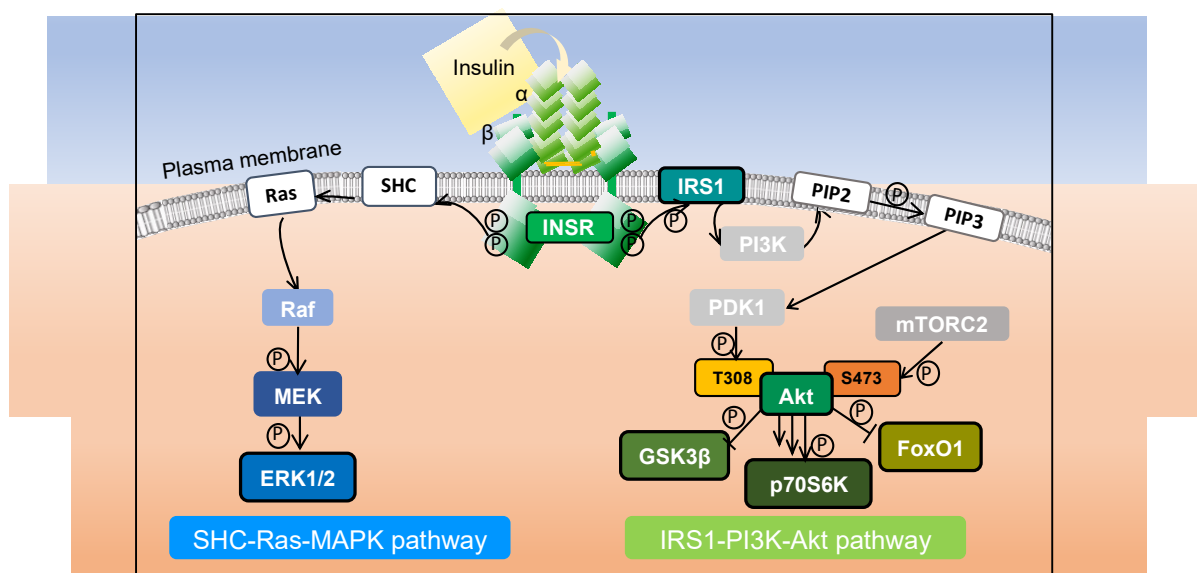 Insulin
α
β
Plasma membrane
Ras
SHC
IRS1
PIP2
P
PIP3
P
P
INSR
P
P
P
PI3K
Raf
PDK1
mTORC2
P
P
P
MEK
T308
Akt
S473
P
P
P
P
GSK3β
FoxO1
ERK1/2
p70S6K
SHC-Ras-MAPK pathway
IRS1-PI3K-Akt pathway